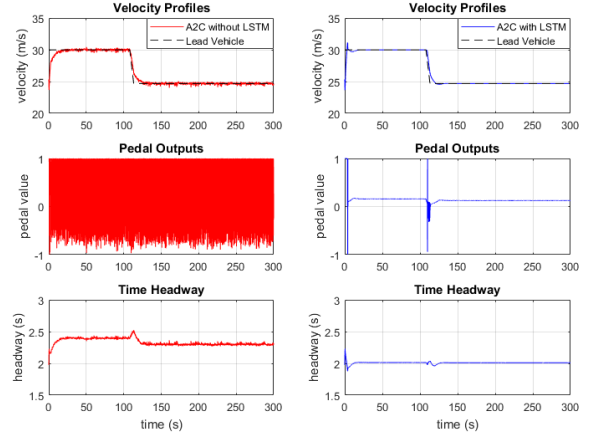 Velocity Profiles
velocity (m/s)
35
30
25
20
A2C without LSTM
Lead Vehicle
0 50 100 150 200 250 300
Velocity Profiles
velocity (m/s)
35
30
25
20
A2C with LSTM
Lead Vehicle
0 50 100 150 200 250 300
Pedal Outputs
pedal value
1
0
-1
0 50 100 150 200 250 300
Pedal Outputs
pedal value
1
0
-1
0 50 100 150 200 250 300
Time Headway
headway (s)
3
2.5
2
1.5
0 50 100 150 200 250 300
time (s)
Time Headway
headway (s)
3
2.5
2
1.5
0 50 100 150 200 250 300
time (s)